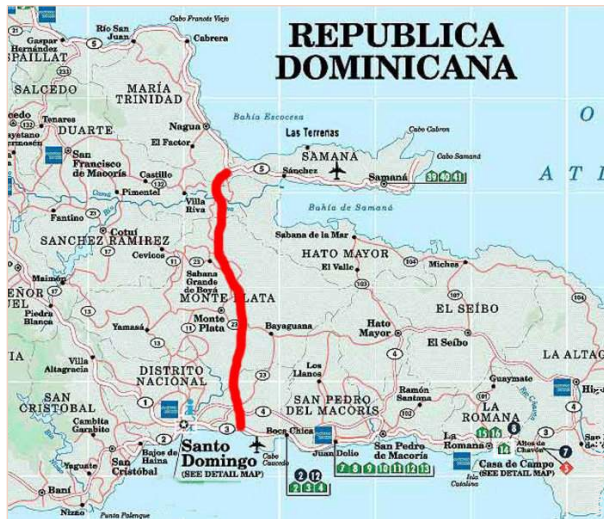 REPUBLICA
DOMINICANA
Cabo Francés Viejo
Río San
Juan
Cabrera
Gaspar
Hernández
ESPAILLAT
SALCEDO
MARÍA
TRINIDAD
Tenares
DUARTE
Nagua
Bahía Escocesa
San
Francisco
de Macorís
El Factor
Las Terrenas
Cabo Cabron
SAMANA
Cabo Samaná
Sánchez
Samaná
Castillo
Pimentel
Villa
Riva
Bahía de Samaná
Fantino
Cotuí
SANCHEZ RAMIREZ
Cevicos
Sabana de la Mar
HATO MAYOR
El Valle
Miches
Maimón
Sabana
Grande
de Boyá
MONTE PLATA
Monte
Plata
EL SEÍBO
Piedra
Blanca
Yamasá
Bayaguana
Hato
Mayor
El Seíbo
LA ALTAG
Villa
Altagracia
DISTRITO
NACIONAL
Los
Llanos
SAN PEDRO
DEL MACORIS
Ramón
Santana
Guaymate
SAN
CRISTOBAL
Cambita
Garabito
LA
ROMANA
Santo
Domingo
(SEE DETAIL MAP)
Boca Chica
Cabo
Caucedo
Juan Dolio
San Pedro
de Macorís
La
Romana
Altos de
Chavón
Casa de Campo
(SEE DETAIL MAP)
Isla
Catalina
Bajos de
Haina
San
Cristóbal
Yaguate
Baní
Nizao
Punta Palenque
O
A T L